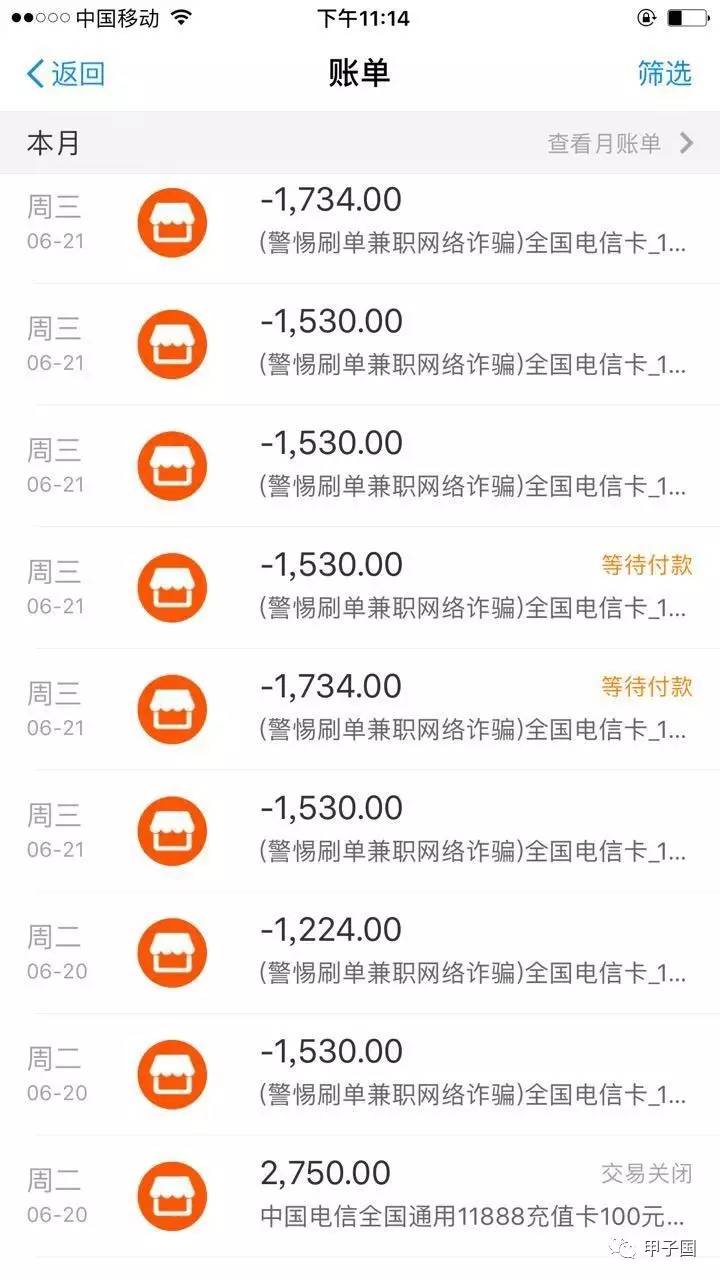 中国移动 下午11:14
返回 账单 筛选
本月 查看月账单
周三 -1,734.00
06-21 (警惕刷单兼职网络诈骗)全国电信卡_1...
周三 -1,530.00
06-21 (警惕刷单兼职网络诈骗)全国电信卡_1...
周三 -1,530.00
06-21 (警惕刷单兼职网络诈骗)全国电信卡_1...
周三 -1,530.00 等待付款
06-21 (警惕刷单兼职网络诈骗)全国电信卡_1...
周三 -1,734.00 等待付款
06-21 (警惕刷单兼职网络诈骗)全国电信卡_1...
周三 -1,530.00
06-21 (警惕刷单兼职网络诈骗)全国电信卡_1...
周二 -1,224.00
06-20 (警惕刷单兼职网络诈骗)全国电信卡_1...
周二 -1,530.00
06-20 (警惕刷单兼职网络诈骗)全国电信卡_1...
周二 2,750.00 交易关闭
06-20 中国电信全国通用11888充值卡100元...
甲子国